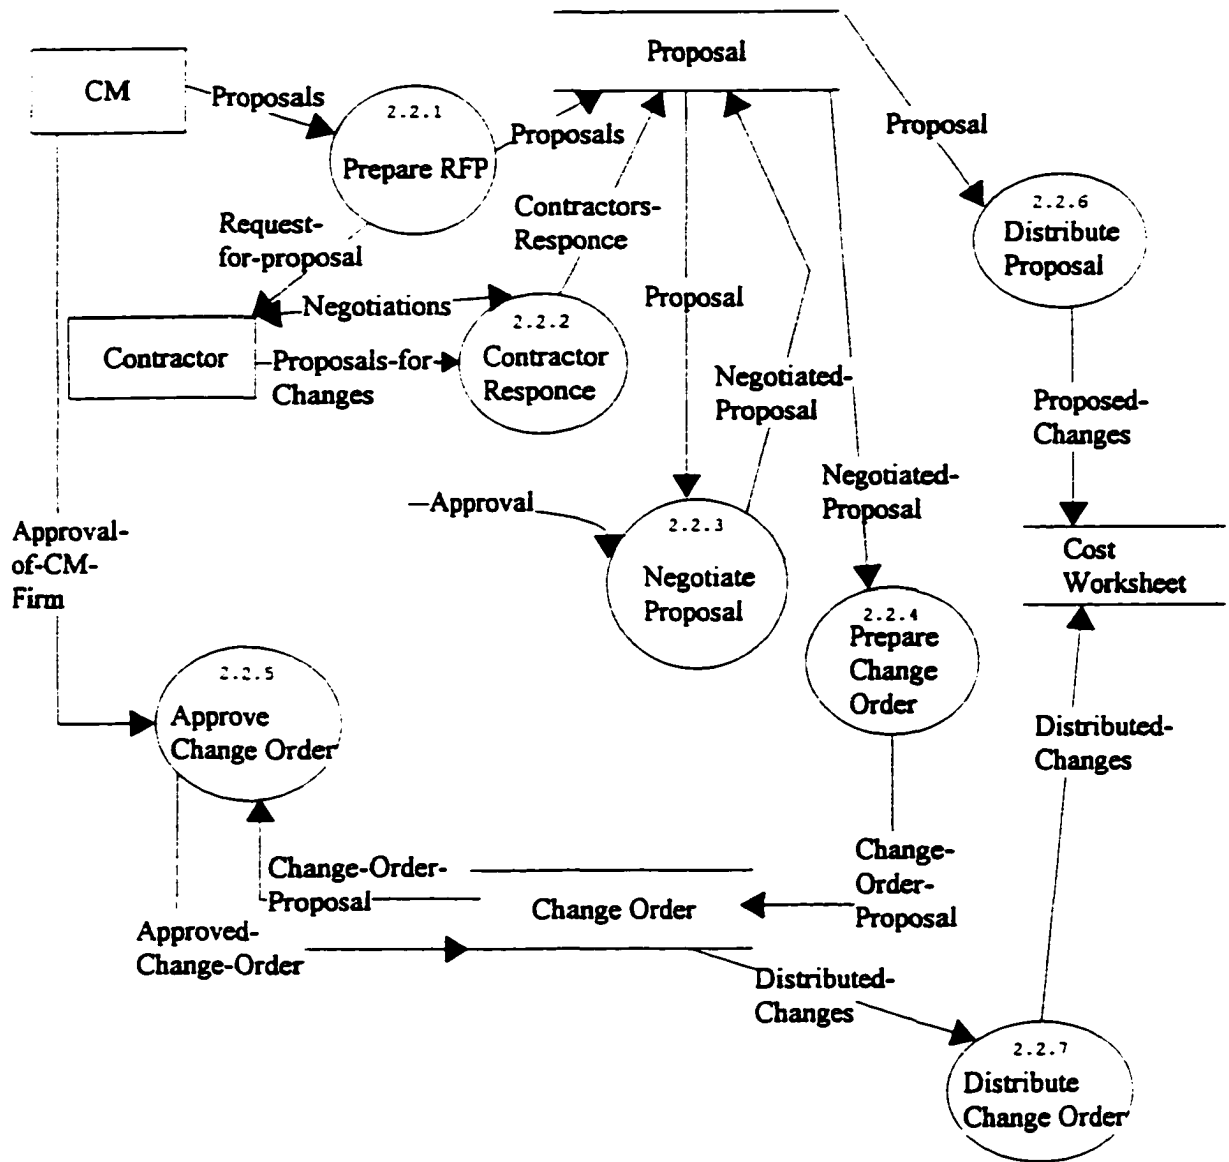 Proposal
CM
Proposals
2.2.1
Prepare RFP
Proposals
Proposal
2.2.6
Distribute
Proposal
Request-
for-proposal
Contractors-
Responce
Negotiations
Proposal
2.2.2
Contractor
Responce
Contractor
Proposals-for-
Changes
Negotiated-
Proposal
Proposed-
Changes
Negotiated-
Proposal
Approval
2.2.3
Negotiate
Proposal
Approval-
of-CM-
Firm
Cost
Worksheet
2.2.4
Prepare
Change
Order
2.2.5
Approve
Change Order
Distributed-
Changes
Change-Order-
Proposal
Change Order
Change-
Order-
Proposal
Approved-
Change-Order
Distributed-
Changes
2.2.7
Distribute
Change Order